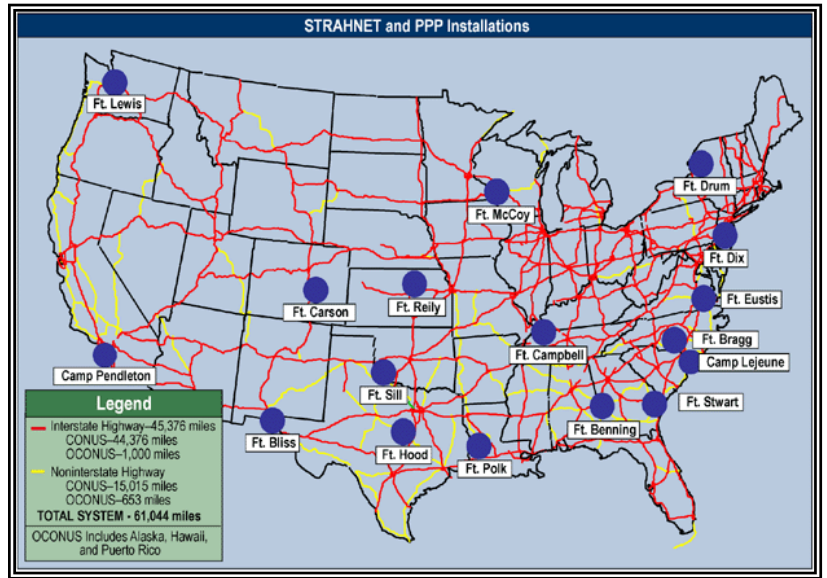 STRAHNET and PPP Installations
Ft. Lewis
Ft. McCoy
Ft. Drum
Ft. Dix
Ft. Carson
Ft. Reily
Ft. Eustis
Ft. Campbell
Ft. Bragg
Camp Lejeune
Camp Pendleton
Ft. Sill
Ft. Stwart
Ft. Bliss
Ft. Hood
Ft. Polk
Ft. Benning
Legend
Interstate Highway–45,376 miles
CONUS–44,376 miles
OCONUS–1,000 miles
Noninterstate Highway
CONUS–15,015 miles
OCONUS–653 miles
TOTAL SYSTEM - 61,044 miles
OCONUS Includes Alaska, Hawaii,
and Puerto Rico